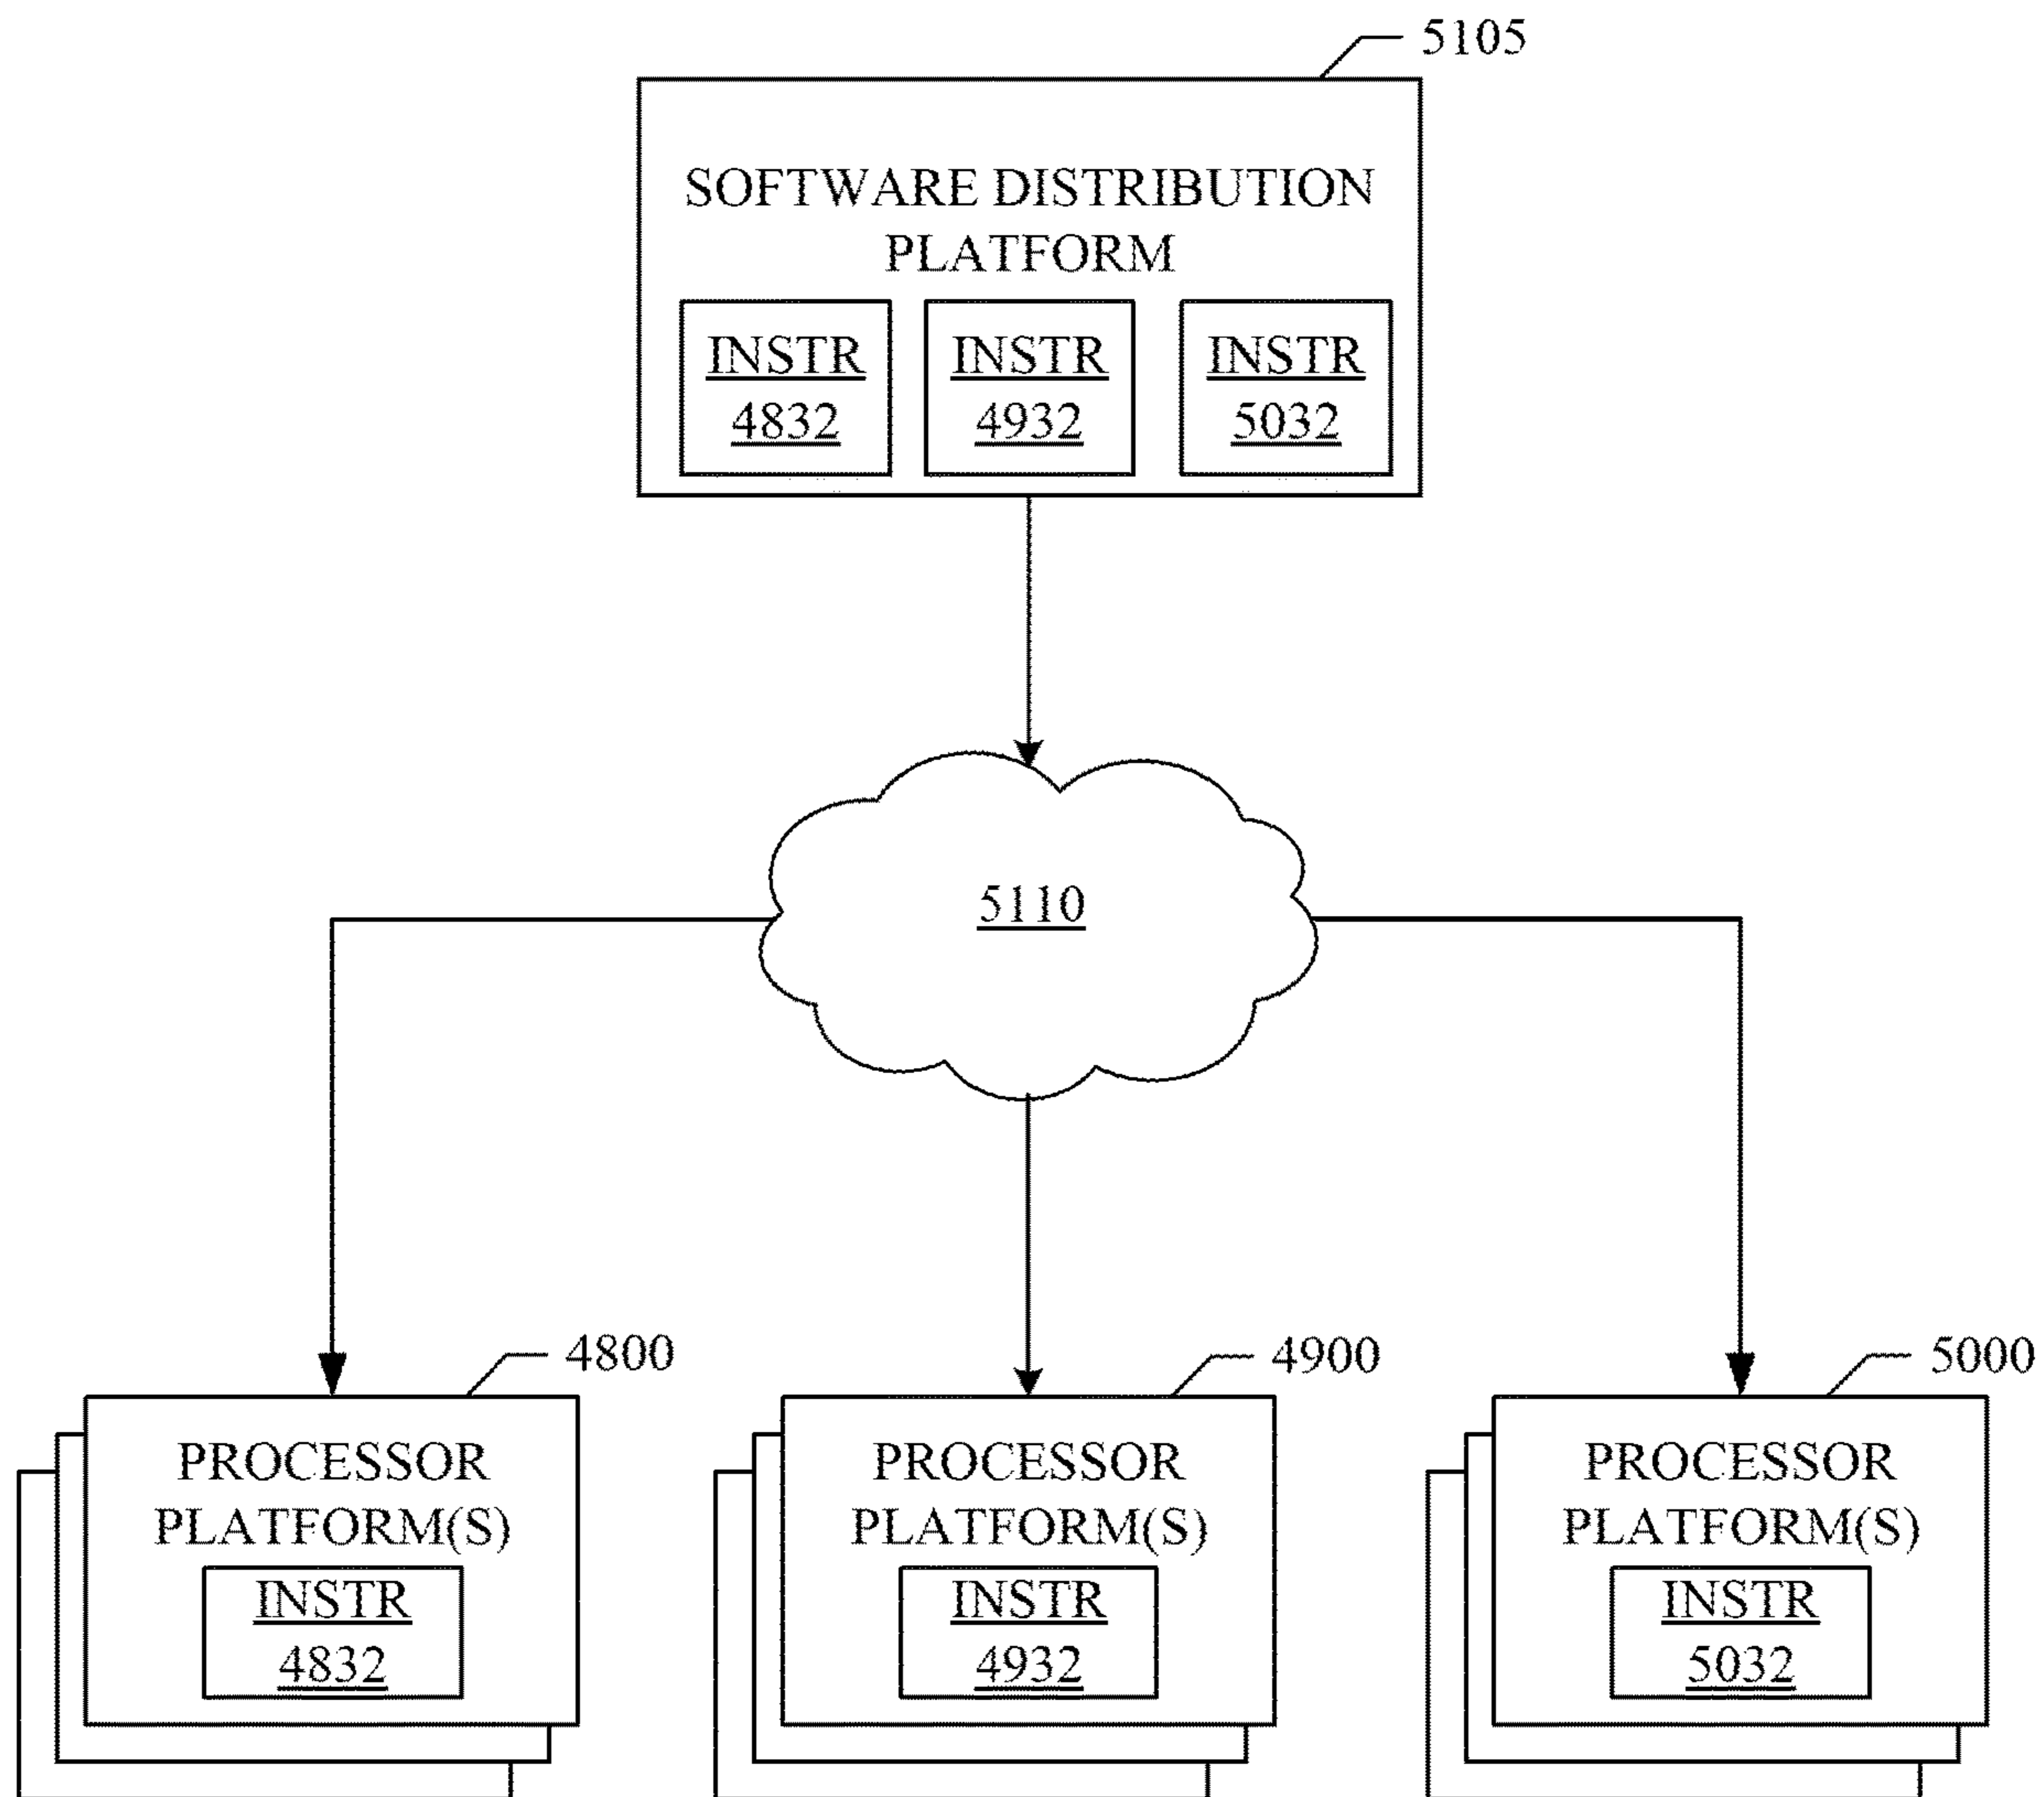 5105
SOFTWARE DISTRIBUTION
PLATFORM
INSTR
4832
INSTR
4932
INSTR
5032
5110
4800
PROCESSOR
PLATFORM(S)
INSTR
4832
4900
PROCESSOR
PLATFORM(S)
INSTR
4932
5000
PROCESSOR
PLATFORM(S)
INSTR
5032